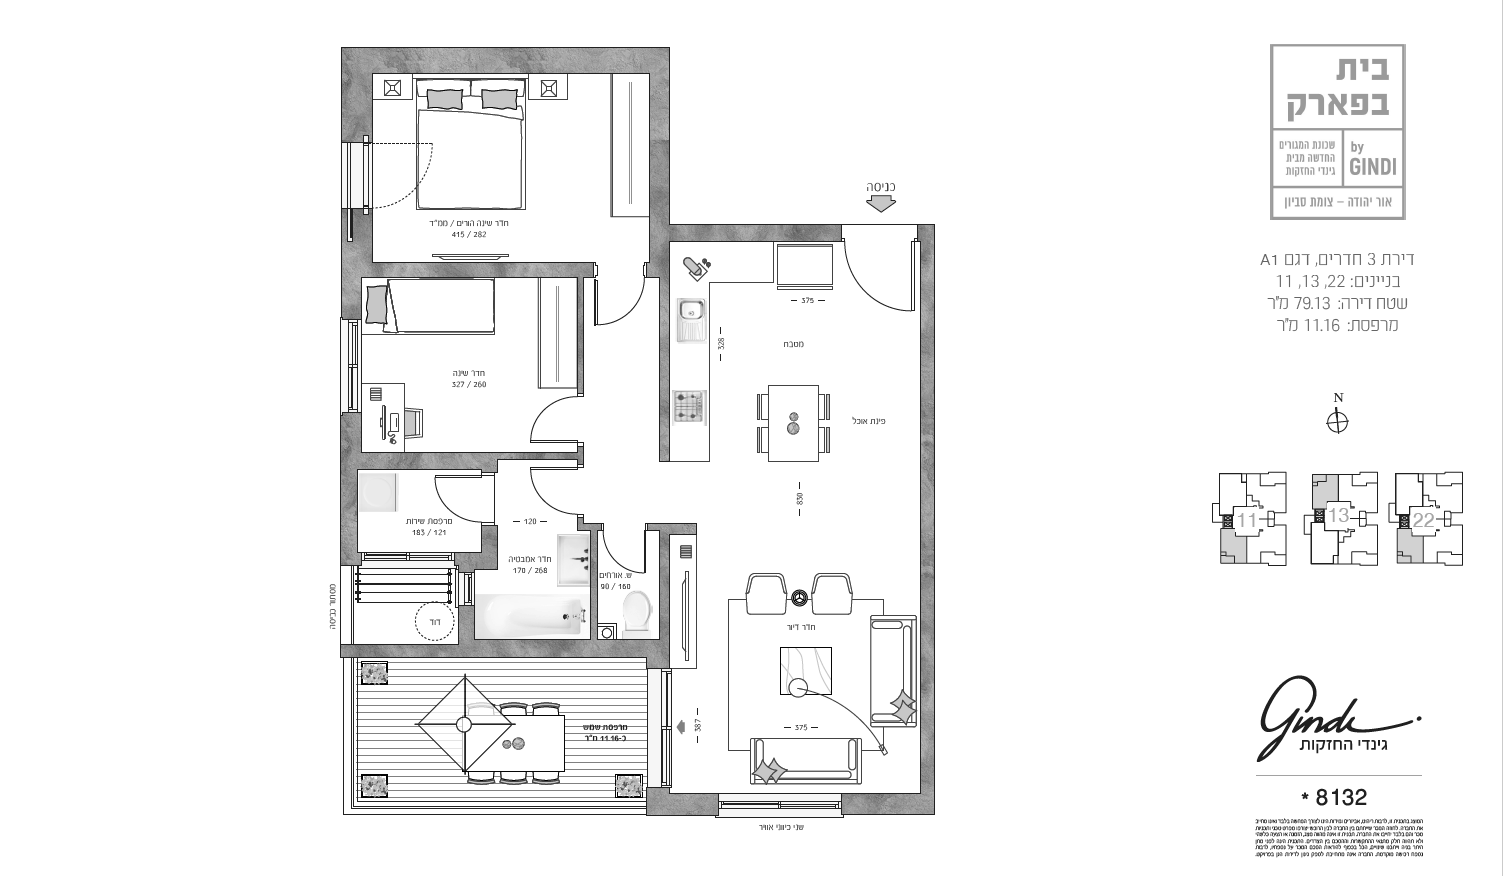 בית
בפארק
שכונת המגורים
החדשה מבית
גינדי החזקות
by
GINDI
אור יהודה – צומת סביון
דירת 3 חדרים, דגם A1
בניינים: 22, 13, 11
שטח דירה: 79.13 מ"ר
מרפסת: 11.16 מ"ר
N
11
13
22
כניסה
חדר שינה הורים / ממ"ד
415 / 282
375
328
מטבח
חדר שינה
327 / 260
פינת אוכל
830
מרפסת שירות
183 / 121
120
חדר אמבטיה
170 / 268
ש. אורחים
90 / 160
דוד
מסתור כביסה
חדר דיור
387
375
מרפסת שמש
כ-11.16 מ"ר
שני כיווני אוויר
Gindi
גינדי החזקות
* 8132